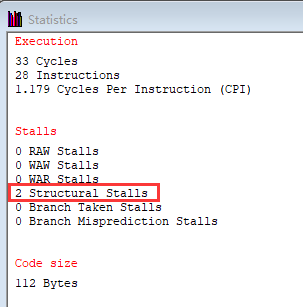 Statistics
Execution
33 Cycles
28 Instructions
1.179 Cycles Per Instruction (CPI)
Stalls
0 RAW Stalls
0 WAW Stalls
0 WAR Stalls
2 Structural Stalls
0 Branch Taken Stalls
0 Branch Misprediction Stalls
Code size
112 Bytes